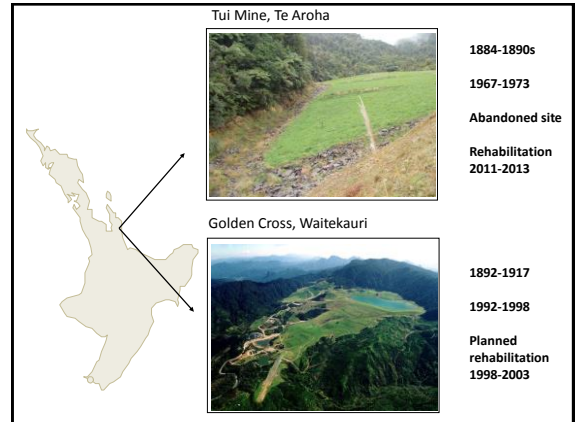 Tui Mine, Te Aroha
1884-1890s
1967-1973
Abandoned site
Rehabilitation
2011-2013
Golden Cross, Waitekauri
1892-1917
1992-1998
Planned
rehabilitation
1998-2003